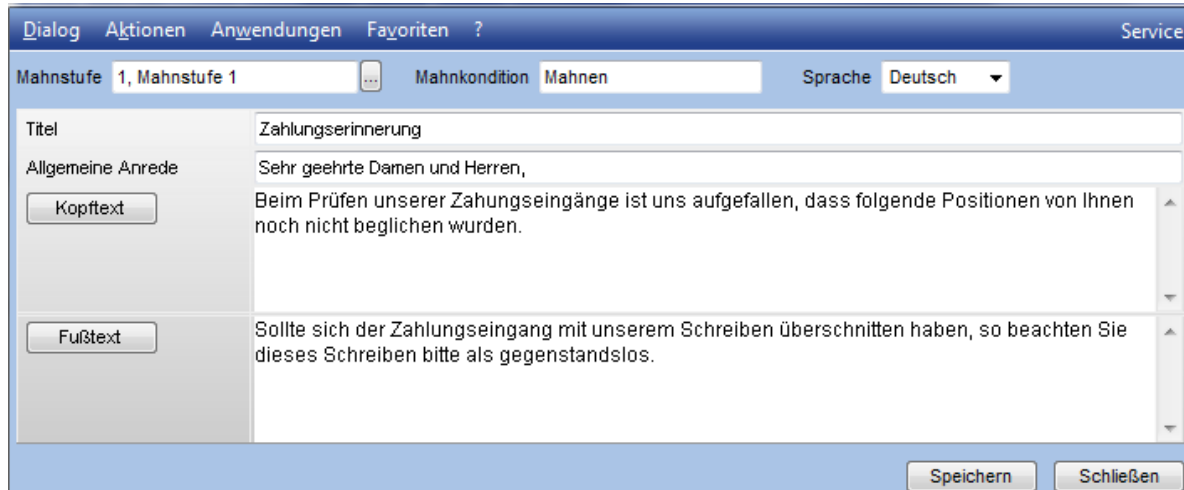 Dialog Aktionen Anwendungen Favoriten ? Service
Mahnstufe 1, Mahnstufe 1 ... Mahnkondition Mahnen Sprache Deutsch
Titel Zahlungserinnerung
Allgemeine Anrede Sehr geehrte Damen und Herren,
Kopftext Beim Prüfen unserer Zahungseingänge ist uns aufgefallen, dass folgende Positionen von Ihnen
noch nicht beglichen wurden.
Fußtext Sollte sich der Zahlungseingang mit unserem Schreiben überschnitten haben, so beachten Sie
dieses Schreiben bitte als gegenstandslos.
Speichern Schließen